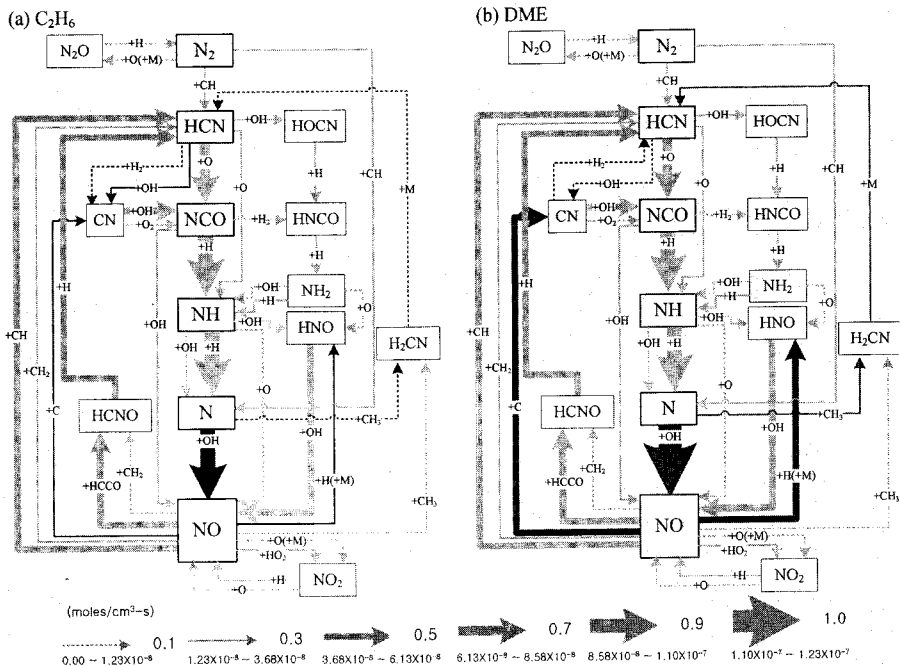 (a) C₂H₆
N₂O
+H
+O(+M)
N₂
+CH
HCN
+OH
HOCN
+H₂
+OH
+O
+O
+H
+CH
+M
CN
+OH
+O₂
NCO
+H₂
HNCO
+H
+H
+H
+OH
+H
NH₂
+O
NH
HNO
+OH
+OH
+H
H₂CN
+CH
+CH₂
+C
HCNO
+O
N
+CH₃
+OH
+OH
+CH₂
+HCCO
+H(+M)
+CH₃
NO
+O(+M)
+HO₂
+H
+O
NO₂
(b) DME
N₂O
+H
+O(+M)
N₂
+CH
HCN
+OH
HOCN
+H₂
+OH
+O
+O
+H
+CH
+M
CN
+OH
+O₂
NCO
+H₂
HNCO
+H
+H
+H
+OH
+H
NH₂
+O
NH
HNO
+OH
+OH
+H
H₂CN
+CH
+CH₂
+C
HCNO
+O
N
+CH₃
+OH
+OH
+CH₂
+HCCO
+H(+M)
+CH₃
NO
+O(+M)
+HO₂
+H
+O
NO₂
(moles/cm³-s)
0.1 0.3 0.5 0.7 0.9 1.0
0.00 ~ 1.23X10⁻⁸ 1.23X10⁻⁸ ~ 3.68X10⁻⁸ 3.68X10⁻⁸ ~ 6.13X10⁻⁸ 6.13X10⁻⁸ ~ 8.58X10⁻⁸ 8.58X10⁻⁸ ~ 1.10X10⁻⁷ 1.10X10⁻⁷ ~ 1.23X10⁻⁷